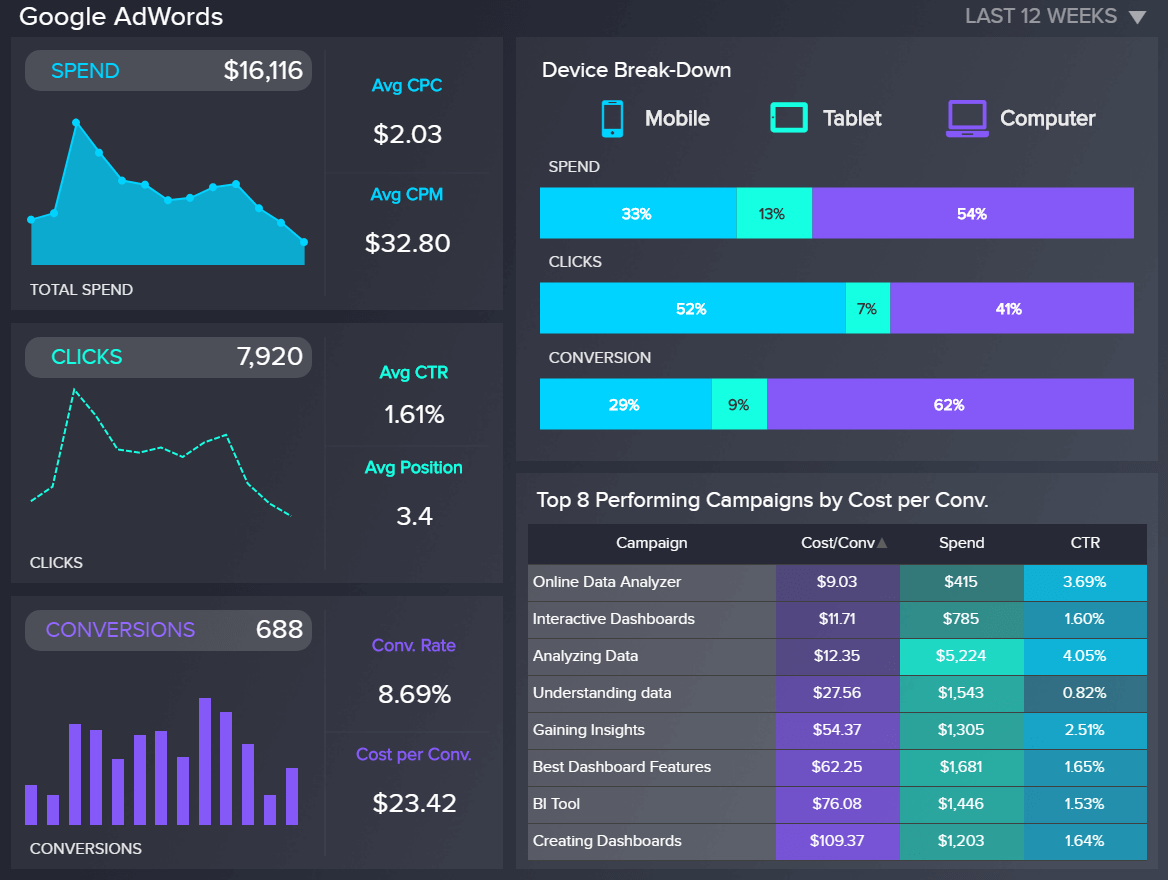 Google AdWords
LAST 12 WEEKS
SPEND
$16,116
TOTAL SPEND
Avg CPC
$2.03
Avg CPM
$32.80
CLICKS
7,920
CLICKS
Avg CTR
1.61%
Avg Position
3.4
CONVERSIONS
688
CONVERSIONS
Conv. Rate
8.69%
Cost per Conv.
$23.42
Device Break-Down
Mobile Tablet Computer
SPEND
33% 13% 54%
CLICKS
52% 7% 41%
CONVERSION
29% 9% 62%
Top 8 Performing Campaigns by Cost per Conv.
Campaign Cost/Conv Spend CTR
Online Data Analyzer $9.03 $415 3.69%
Interactive Dashboards $11.71 $785 1.60%
Analyzing Data $12.35 $5,224 4.05%
Understanding data $27.56 $1,543 0.82%
Gaining Insights $54.37 $1,305 2.51%
Best Dashboard Features $62.25 $1,681 1.65%
BI Tool $76.08 $1,446 1.53%
Creating Dashboards $109.37 $1,203 1.64%